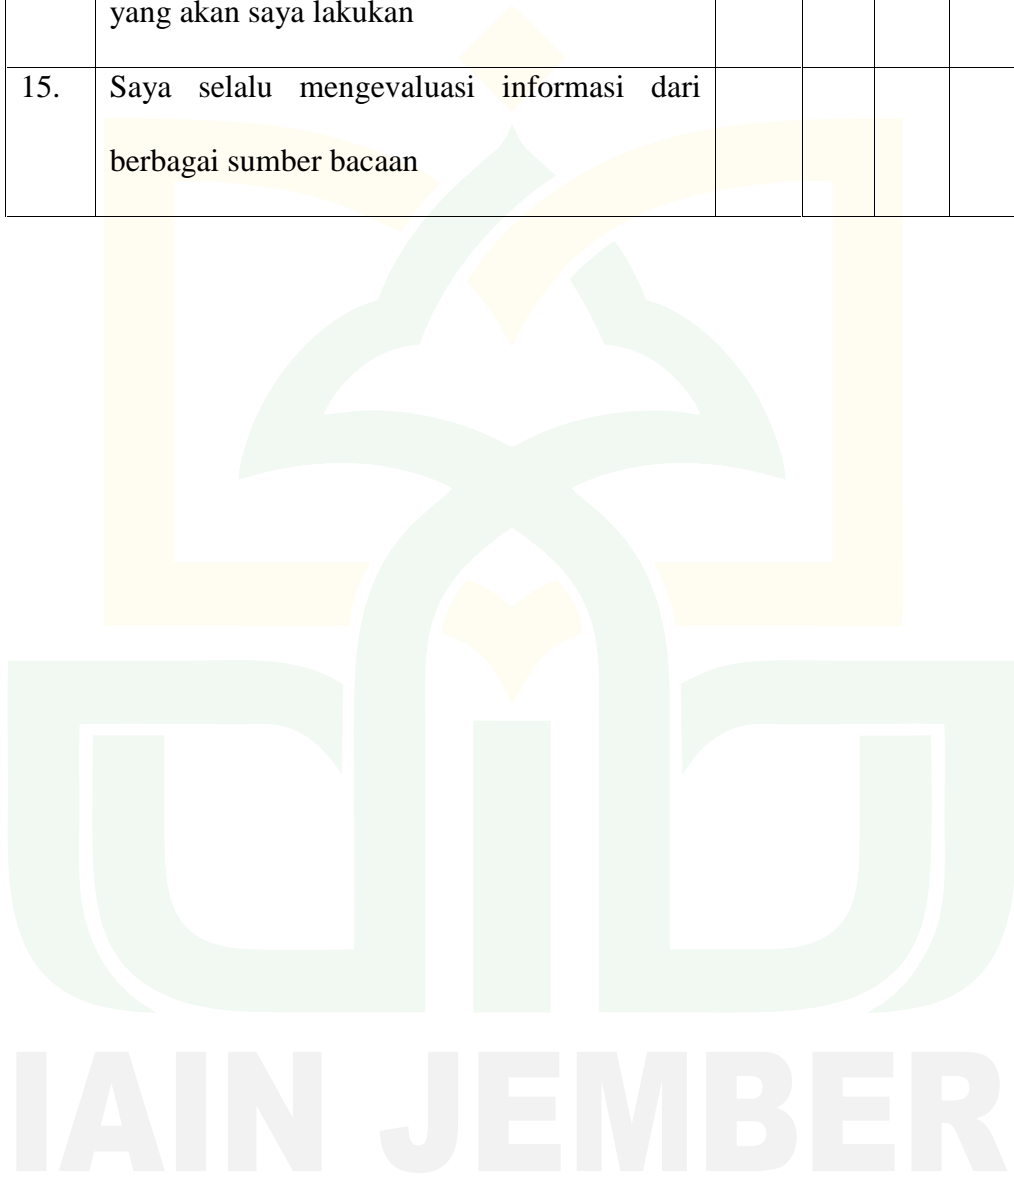 yang akan saya lakukan
15. Saya selalu mengevaluasi informasi dari
berbagai sumber bacaan
IAIN JEMBER